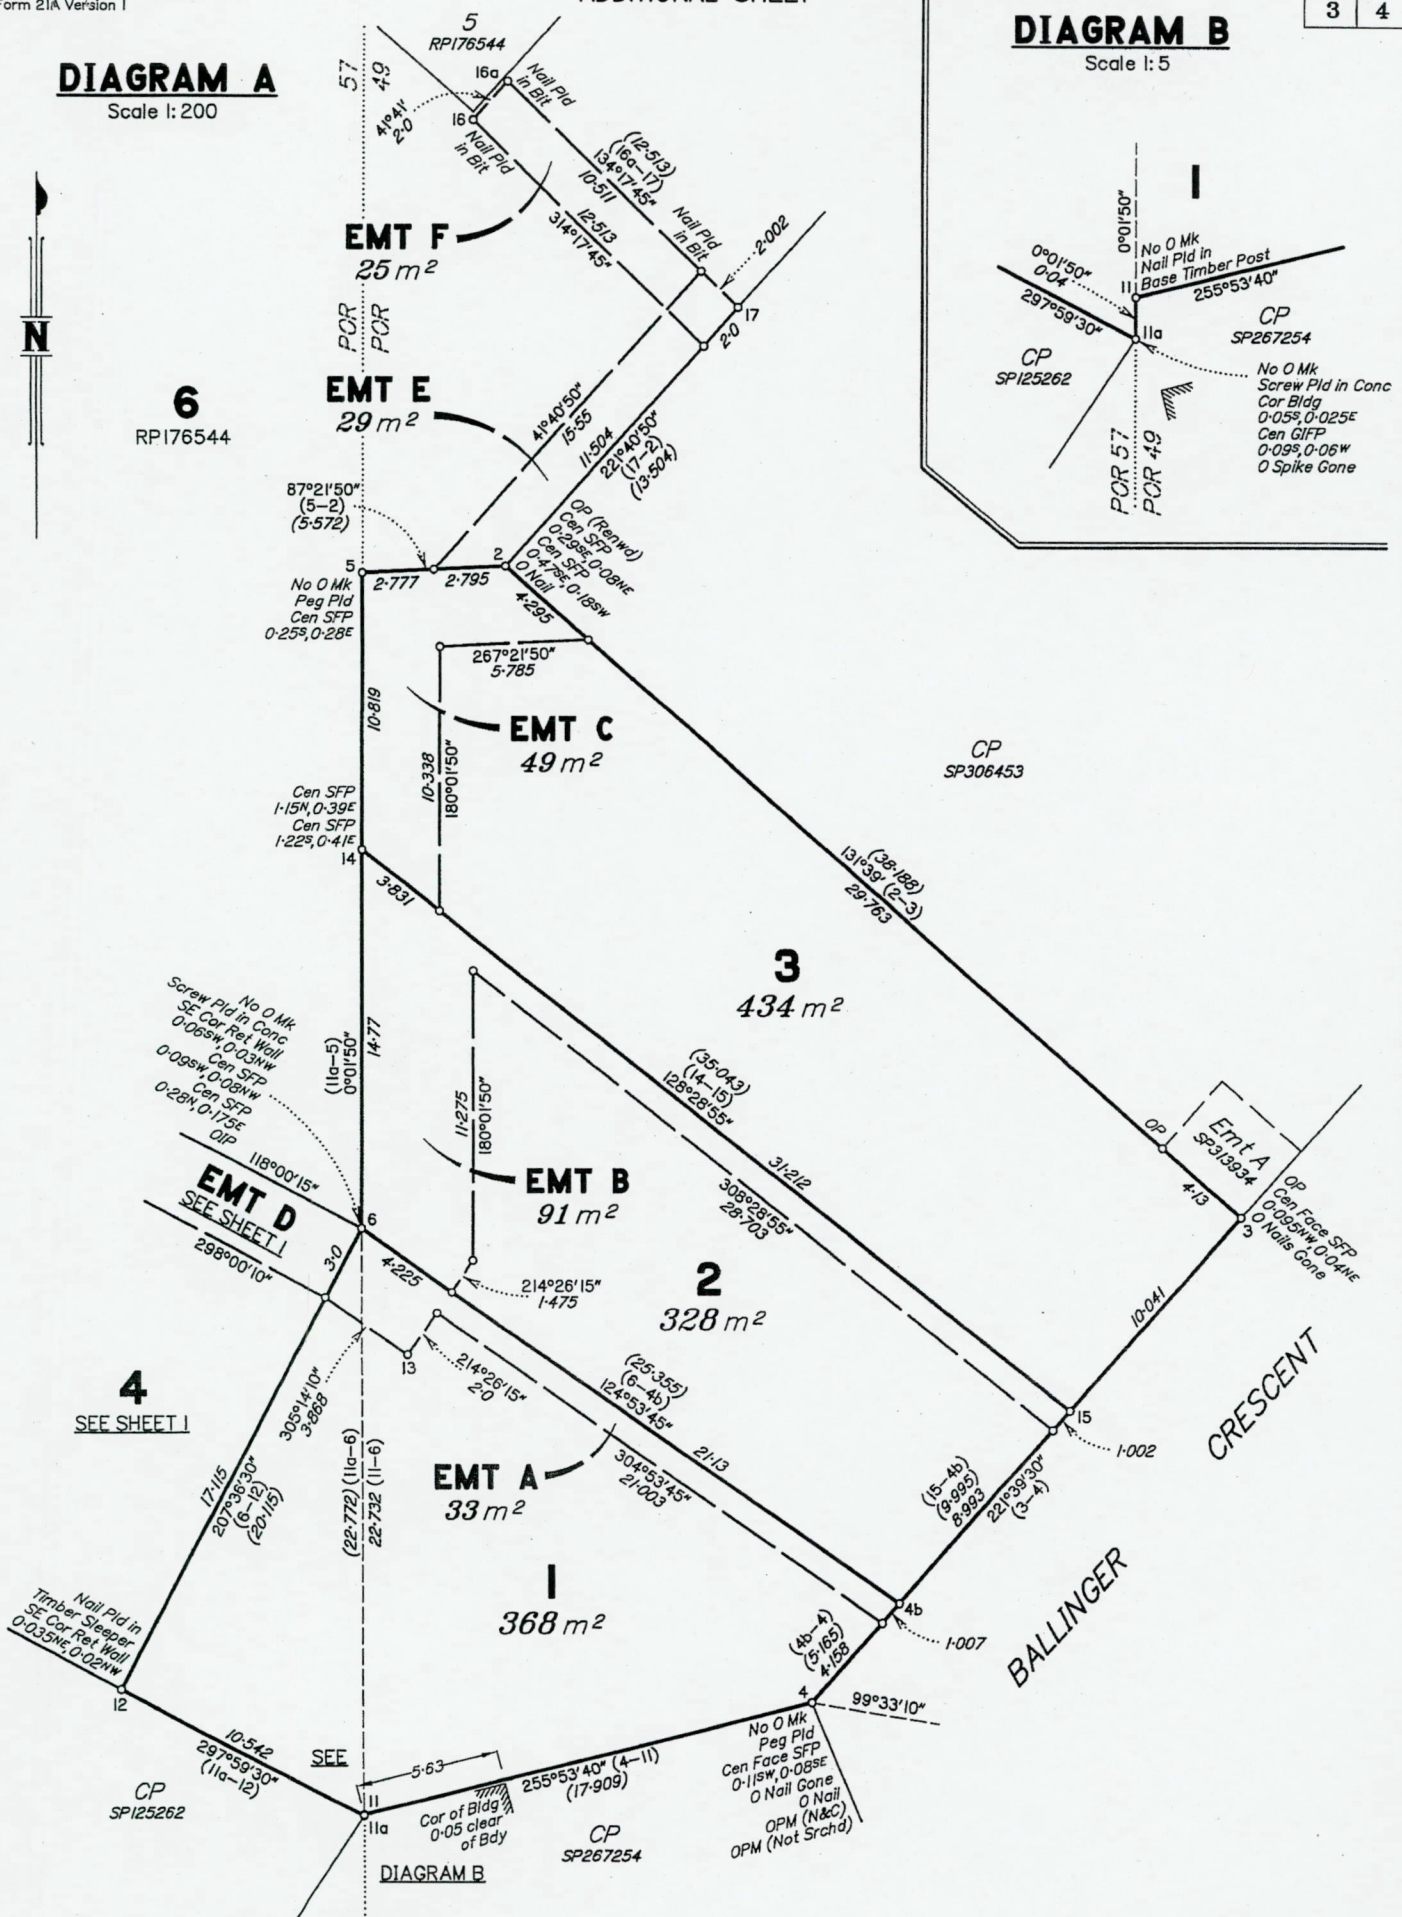 Form 21A Version 1
ADDITIONAL SHEET
3 4
DIAGRAM A
Scale 1:200
DIAGRAM B
Scale 1:5
N
57
49
POR
POR
5
RP176544
16a
16
41°41'
2·0
Nail Pld
in Bit
Nail Pld
in Bit
(12·513)
(16a-17)
134°17'45"
10·511
12·513
314°17'45"
Nail Pld
in Bit
2·002
17
2·0
EMT F
25 m²
EMT E
29 m²
6
RP176544
41°40'50"
15·55
11·504
221°40'50"
(17-2)
(13·504)
87°21'50"
(5-2)
(5·572)
5
2·777
2·795
2
OP (Renwd)
Cen SFP
0·29SE, 0·08NE
Cen SFP
0·47SE, 0·18SW
O Nail
4·295
No O Mk
Peg Pld
Cen SFP
0·25S, 0·28E
267°21'50"
5·785
10·819
EMT C
49 m²
10·338
180°01'50"
Cen SFP
1·15N, 0·39E
Cen SFP
1·22S, 0·41E
14
3·831
CP
SP306453
(38·188)
131°39' (2-3)
29·763
3
434 m²
No O Mk
Screw Pld in Conc
SE Cor Ret Wall
0·06SW, 0·03NW
Cen SFP
0·09SW, 0·08NW
Cen SFP
0·28N, 0·175E
OIP
(11a-5)
0°01'50"
14·77
11·275
180°01'50"
(35·043)
(14-15)
128°28'55"
31·212
308°28'55"
28·703
OP
Emt A
SP313934
4·13
OP
Cen Face SFP
0·095NW, 0·04NE
O Nails Gone
3
118°00'15"
EMT D
SEE SHEET 1
298°00'10"
6
3·0
4·225
EMT B
91 m²
214°26'15"
1·475
2
328 m²
10·041
13
214°26'15"
2·0
305°14'10"
3·868
4
SEE SHEET 1
(25·355)
(6-4b)
124°53'45"
21·13
304°53'45"
21·003
15
1·002
CRESCENT
17·115
207°36'30"
(6-12)
(20·115)
(22·772) (11a-6)
22·732 (11-6)
EMT A
33 m²
(15-4b)
(9·995)
8·993
221°39'30"
(3-4)
1
368 m²
4b
1·007
BALLINGER
(4b-4)
(5·165)
4·158
Nail Pld in
Timber Sleeper
SE Cor Ret Wall
0·035NE, 0·02NW
12
4
99°33'10"
10·542
297°59'30"
(11a-12)
SEE
5·63
255°53'40" (4-11)
(17·909)
No O Mk
Peg Pld
Cen Face SFP
0·11SW, 0·08SE
O Nail Gone
O Nail
OPM (N&C)
OPM (Not Srchd)
CP
SP125262
11
11a
Cor of Bldg
0·05 clear
of Bdy
CP
SP267254
DIAGRAM B
1
0°01'50"
No O Mk
Nail Pld in
Base Timber Post
11
255°53'40"
0°01'50"
0·04
297°59'30"
11a
CP
SP267254
CP
SP125262
No O Mk
Screw Pld in Conc
Cor Bldg
0·05S, 0·025E
Cen GIFP
0·09S, 0·06W
O Spike Gone
POR 57
POR 49